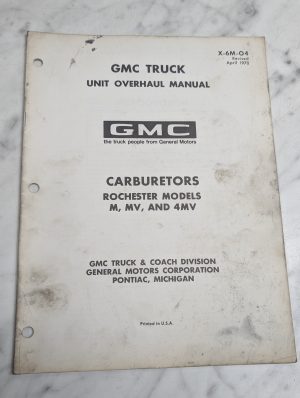 X-6M-04
Revised
April 1970
GMC TRUCK
UNIT OVERHAUL MANUAL
GMC
the truck people from General Motors
CARBURETORS
ROCHESTER MODELS
M, MV, AND 4MV
GMC TRUCK & COACH DIVISION
GENERAL MOTORS CORPORATION
PONTIAC, MICHIGAN
Printed in U.S.A.